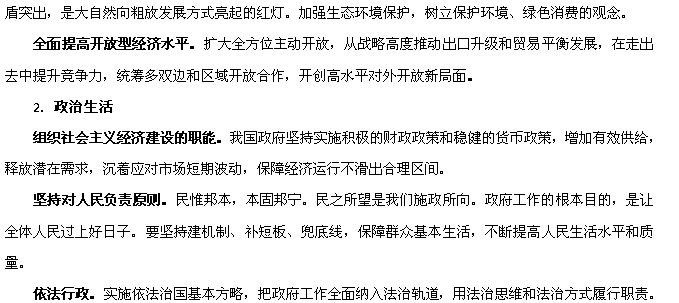 盾突出，是大自然向粗放发展方式亮起的红灯。加强生态环境保护，树立保护环境、绿色消费的观念。
全面提高开放型经济水平。扩大全方位主动开放，从战略高度推动出口升级和贸易平衡发展，在走出
去中提升竞争力，统筹多双边和区域开放合作，开创高水平对外开放新局面。
2．政治生活
组织社会主义经济建设的职能。我国政府坚持实施积极的财政政策和稳健的货币政策，增加有效供给，
释放潜在需求，沉着应对市场短期波动，保障经济运行不滑出合理区间。
坚持对人民负责原则。民惟邦本，本固邦宁。民之所望是我们施政所向。政府工作的根本目的，是让
全体人民过上好日子。要坚持建机制、补短板、兜底线，保障群众基本生活，不断提高人民生活水平和质
量。
依法行政。实施依法治国基本方略，把政府工作全面纳入法治轨道，用法治思维和法治方式履行职责。